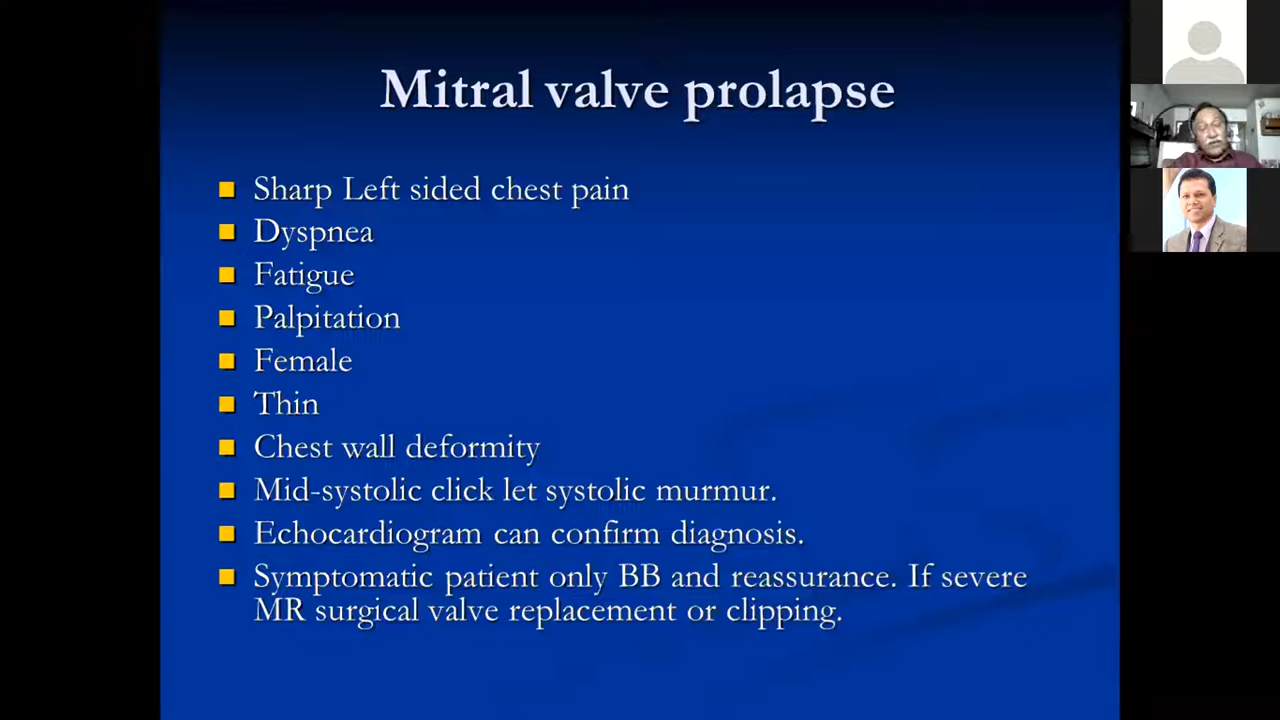 Mitral valve prolapse
Sharp Left sided chest pain
Dyspnea
Fatigue
Palpitation
Female
Thin
Chest wall deformity
Mid-systolic click let systolic murmur.
Echocardiogram can confirm diagnosis.
Symptomatic patient only BB and reassurance. If severe
MR surgical valve replacement or clipping.